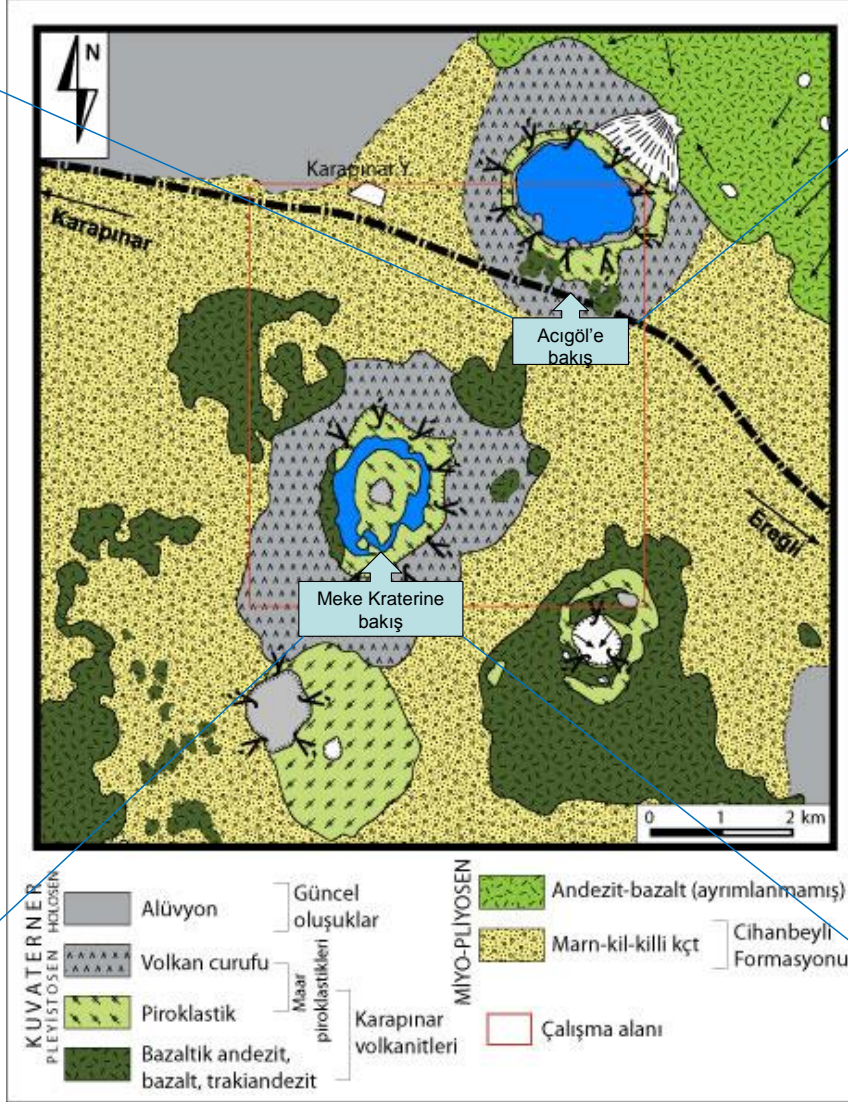 N
Karapınar Y.
Karapınar
Acıgöl'e
bakış
Ereğli
Meke Kraterine
bakış
0 1 2 km
KUVATERNER
HOLOSEN
PLEYİSTOSEN
Alüvyon
Güncel
oluşuklar
Volkan curufu
Piroklastik
Maar
piroklastikleri
Bazaltik andezit,
bazalt, trakiandezit
Karapınar
volkanitleri
MİYO-PLİYOSEN
Andezit-bazalt (ayrımlanmamış)
Marn-kil-killi kçt
Cihanbeyli
Formasyonu
Çalışma alanı